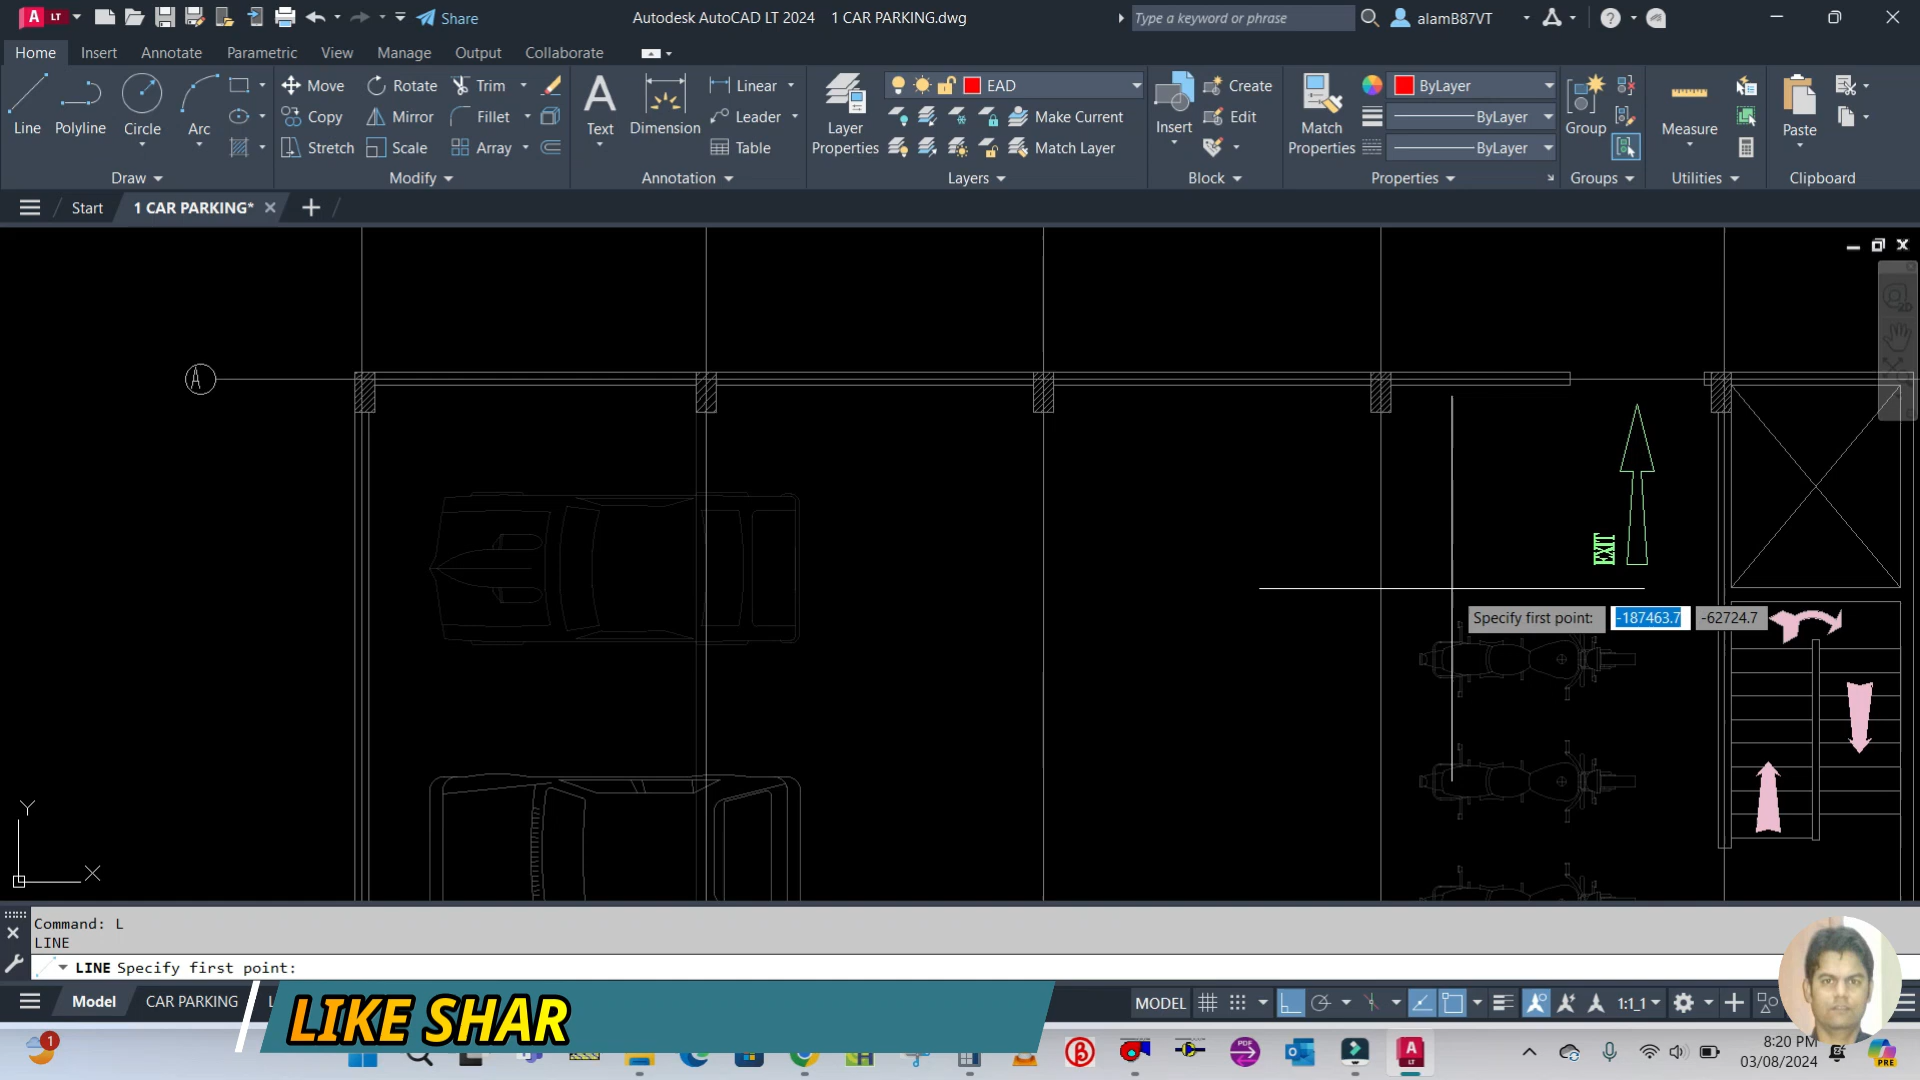 A LT
Share
Autodesk AutoCAD LT 2024 1 CAR PARKING.dwg
Type a keyword or phrase
alamB87VT
Home Insert Annotate Parametric View Manage Output Collaborate
Line Polyline Circle Arc
Move Rotate Trim
Copy Mirror Fillet
Stretch Scale Array
Text Dimension
Linear
Leader
Table
Layer Properties
EAD
Make Current
Match Layer
Insert
Create
Edit
Match Properties
ByLayer
ByLayer
ByLayer
Group
Measure
Paste
Draw Modify Annotation Layers Block Properties Groups Utilities Clipboard
Start 1 CAR PARKING*
A
EXIT
Specify first point: -187463.7 -62724.7
Y
X
Command: L
LINE
LINE Specify first point:
Model CAR PARKING
MODEL
1:1_1
LIKE SHAR
1
PDF
8:20 PM
03/08/2024
PRE